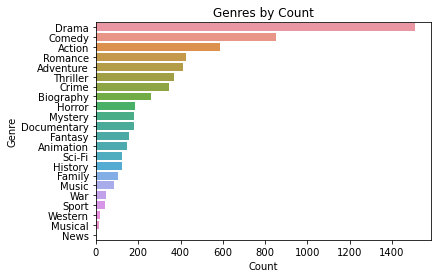 Genres by Count
Genre
Drama
Comedy
Action
Romance
Adventure
Thriller
Crime
Biography
Horror
Mystery
Documentary
Fantasy
Animation
Sci-Fi
History
Family
Music
War
Sport
Western
Musical
News
0 200 400 600 800 1000 1200 1400
Count